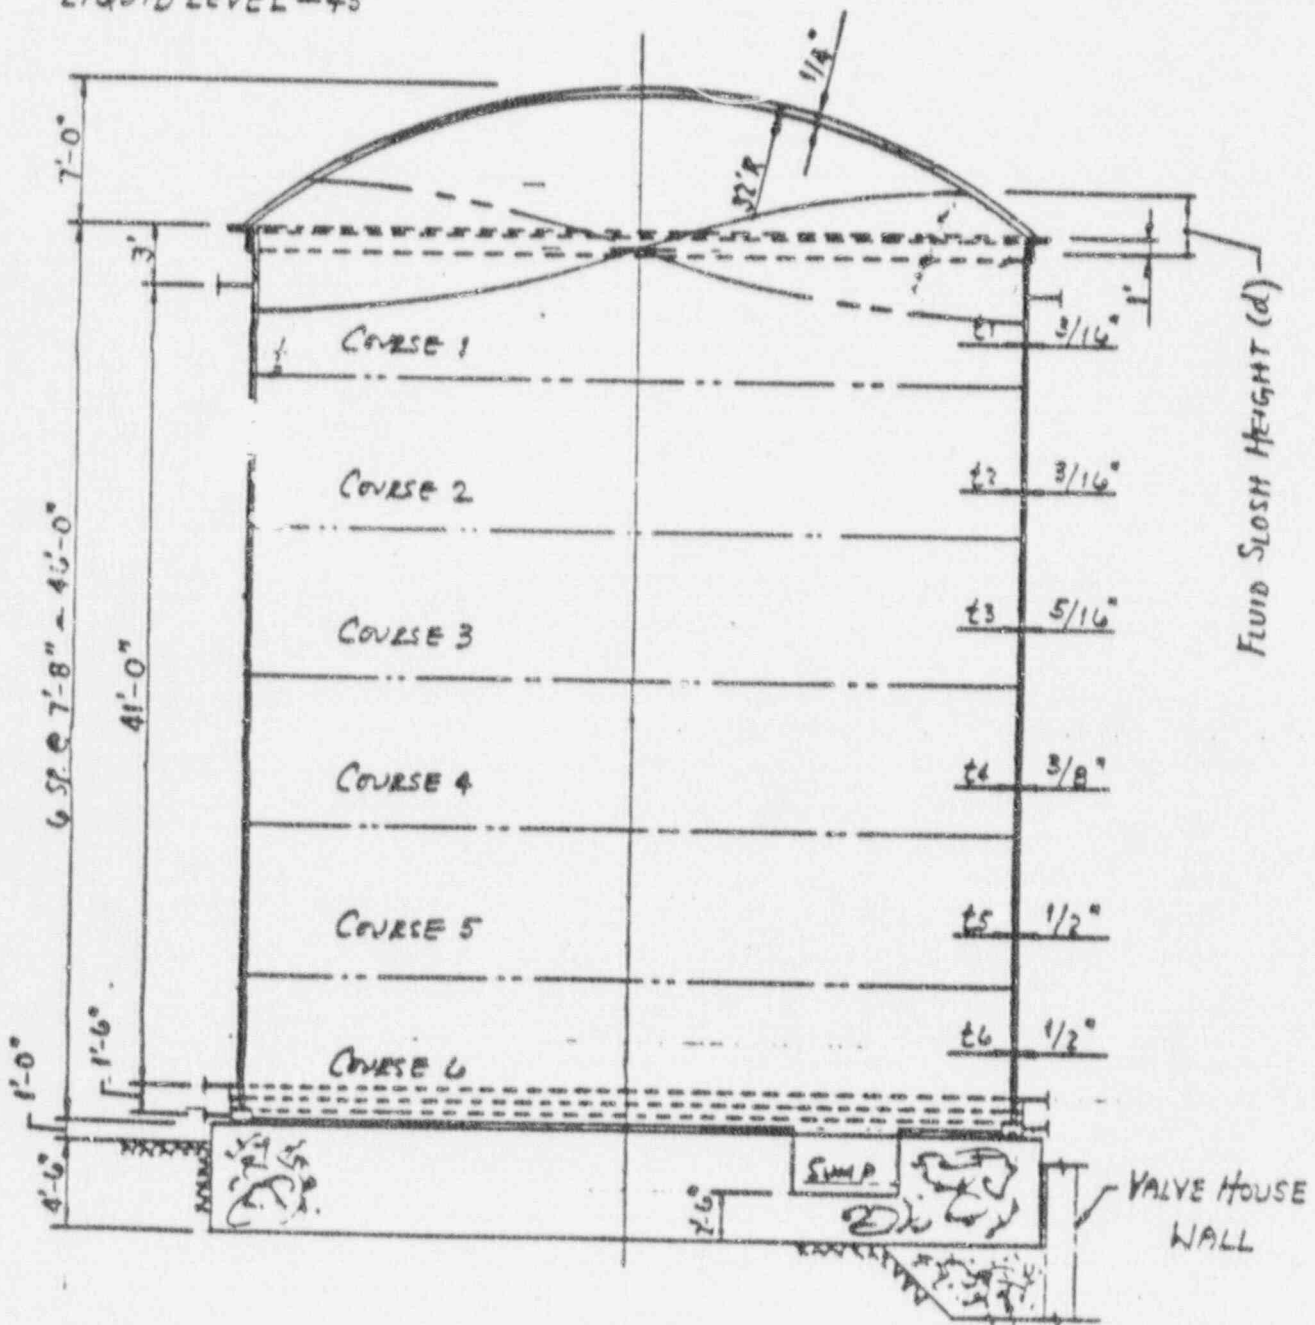 LIQUID LEVEL — 45'
1/4"
7'-0"
32'R
3'
1'
t1 3/16"
COURSE 1
FLUID SLOSH HEIGHT (d)
COURSE 2
t2 3/16"
6 SP. @ 7'-8" = 46'-0"
41'-0"
COURSE 3
t3 5/16"
COURSE 4
t4 3/8"
COURSE 5
t5 1/2"
1'-0"
1'-6"
COURSE 6
t6 1/2"
4'-6"
SUMP
VALVE HOUSE
WALL